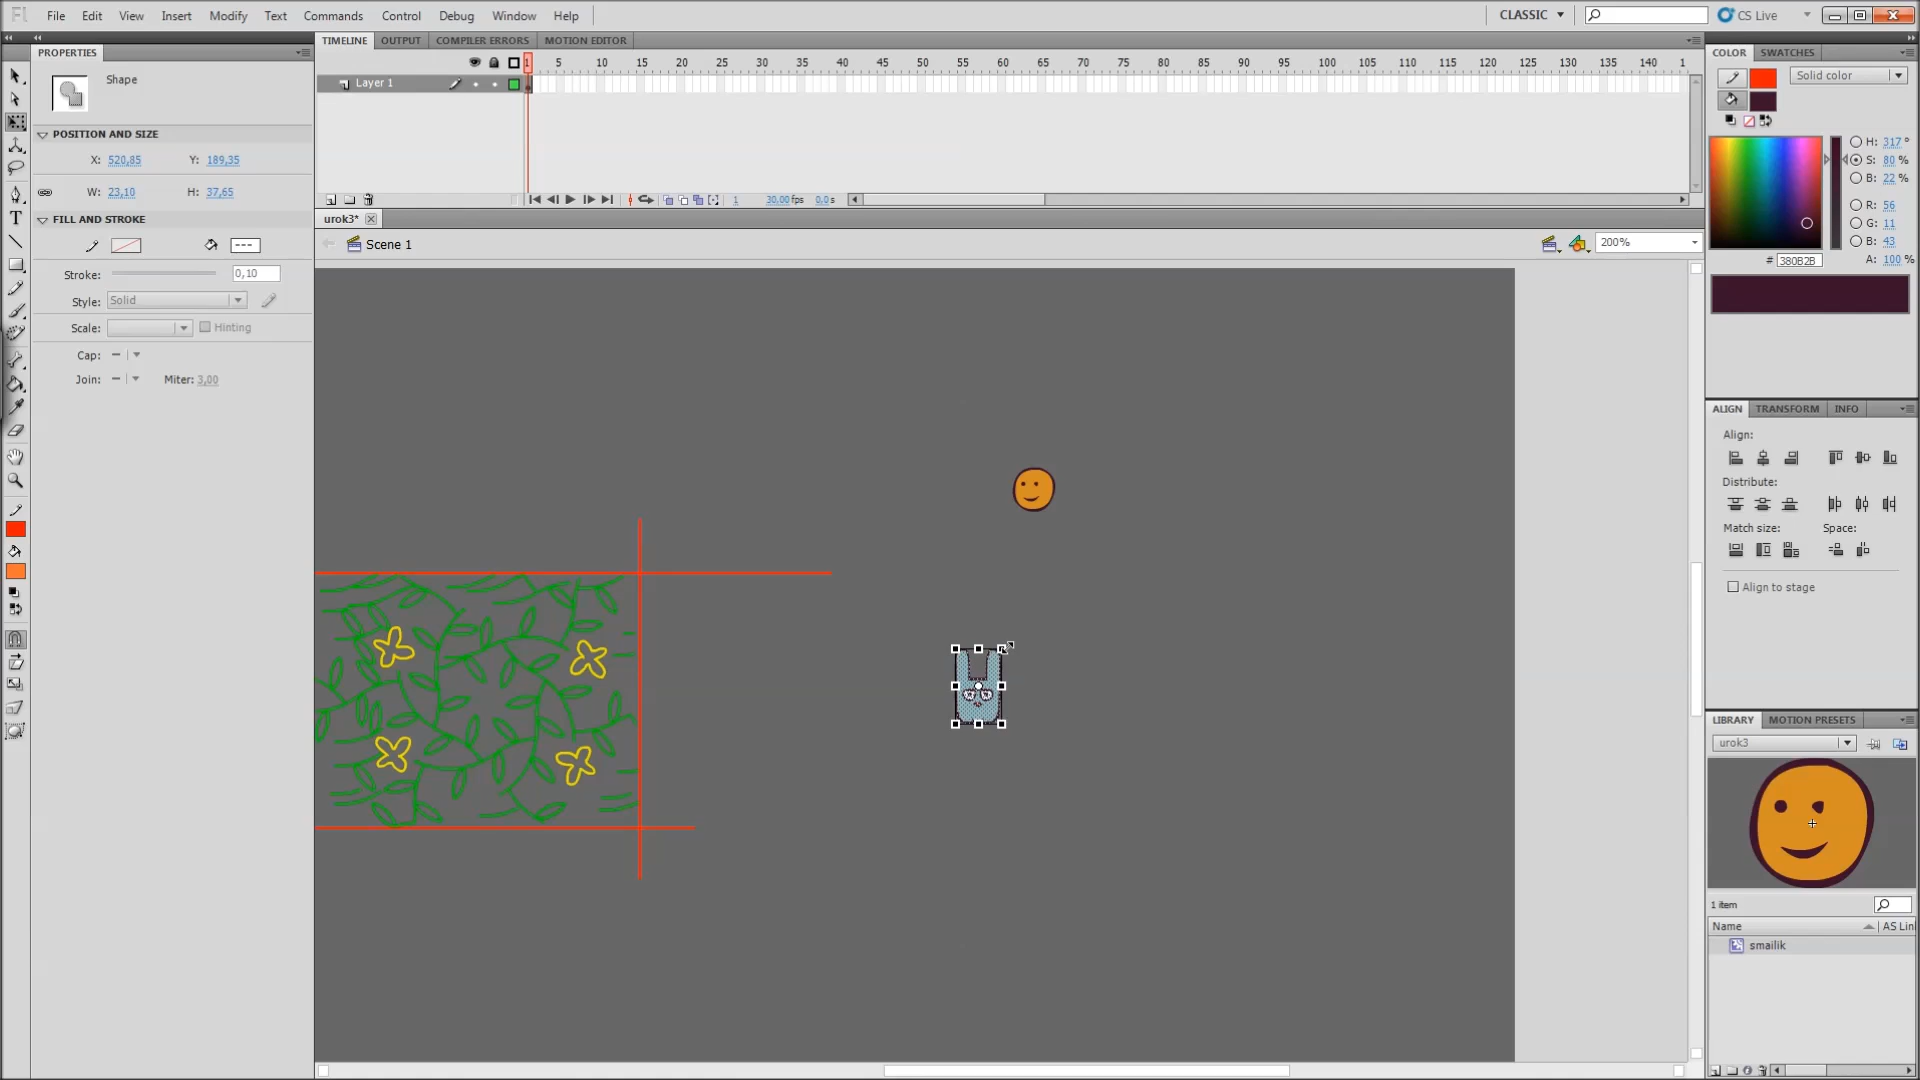 Fl File Edit View Insert Modify Text Commands Control Debug Window Help CLASSIC CS Live
PROPERTIES
Shape
POSITION AND SIZE
X: 520,85 Y: 189,35
W: 23,10 H: 37,65
FILL AND STROKE
Stroke: 0,10
Style: Solid
Scale: Hinting
Cap:
Join: Miter: 3,00
TIMELINE OUTPUT COMPILER ERRORS MOTION EDITOR
1 5 10 15 20 25 30 35 40 45 50 55 60 65 70 75 80 85 90 95 100 105 110 115 120 125 130 135 140 1
Layer 1
1 30,00 fps 0,0 s
urok3*
Scene 1 200%
T
COLOR SWATCHES
Solid color
H: 317 °
S: 80 %
B: 22 %
R: 56
G: 11
B: 43
# 380B2B A: 100 %
ALIGN TRANSFORM INFO
Align:
Distribute:
Match size: Space:
Align to stage
LIBRARY MOTION PRESETS
urok3
1 item
Name AS Lin
smailik